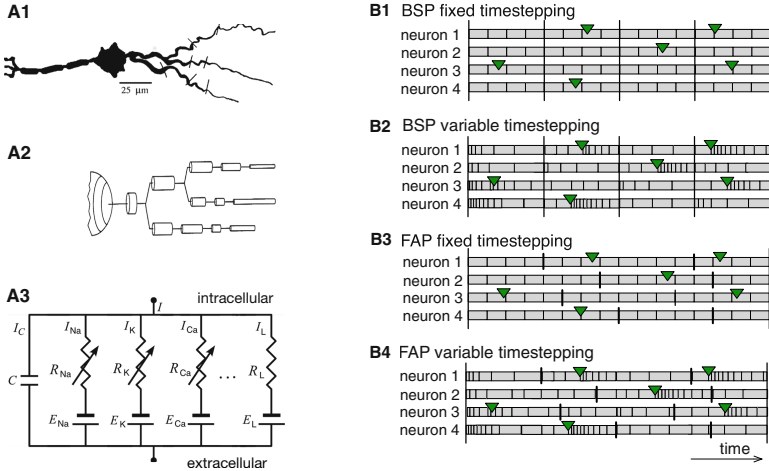 A1
25 µm
A2
A3
intracellular
I
I_C I_Na I_K I_Ca I_L
C R_Na R_K R_Ca ... R_L
E_Na E_K E_Ca E_L
extracellular
B1 BSP fixed timestepping
neuron 1
neuron 2
neuron 3
neuron 4
B2 BSP variable timestepping
neuron 1
neuron 2
neuron 3
neuron 4
B3 FAP fixed timestepping
neuron 1
neuron 2
neuron 3
neuron 4
B4 FAP variable timestepping
neuron 1
neuron 2
neuron 3
neuron 4
time